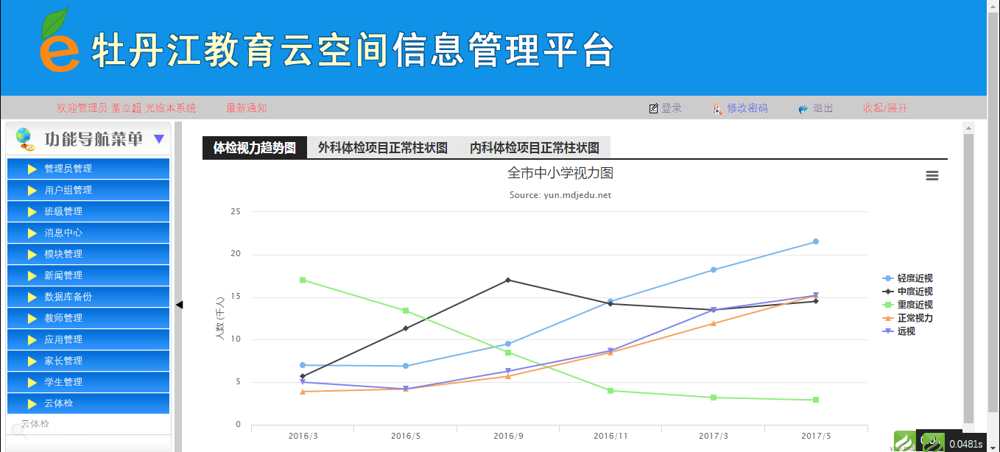 e 牡丹江教育云空间信息管理平台
欢迎管理员 董立超 光临本系统 最新通知 登录 修改密码 退出 收起/展开
功能导航菜单
管理员管理
用户组管理
班级管理
消息中心
模块管理
新闻管理
数据库备份
教师管理
应用管理
家长管理
学生管理
云体检
云体检
体检视力趋势图 外科体检项目正常柱状图 内科体检项目正常柱状图
全市中小学视力图
Source: yun.mdjedu.net
人数 (千人)
25
20
15
10
5
0
2016/3 2016/5 2016/9 2016/11 2017/3 2017/5
轻度近视
中度近视
重度近视
正常视力
远视
0.0481s